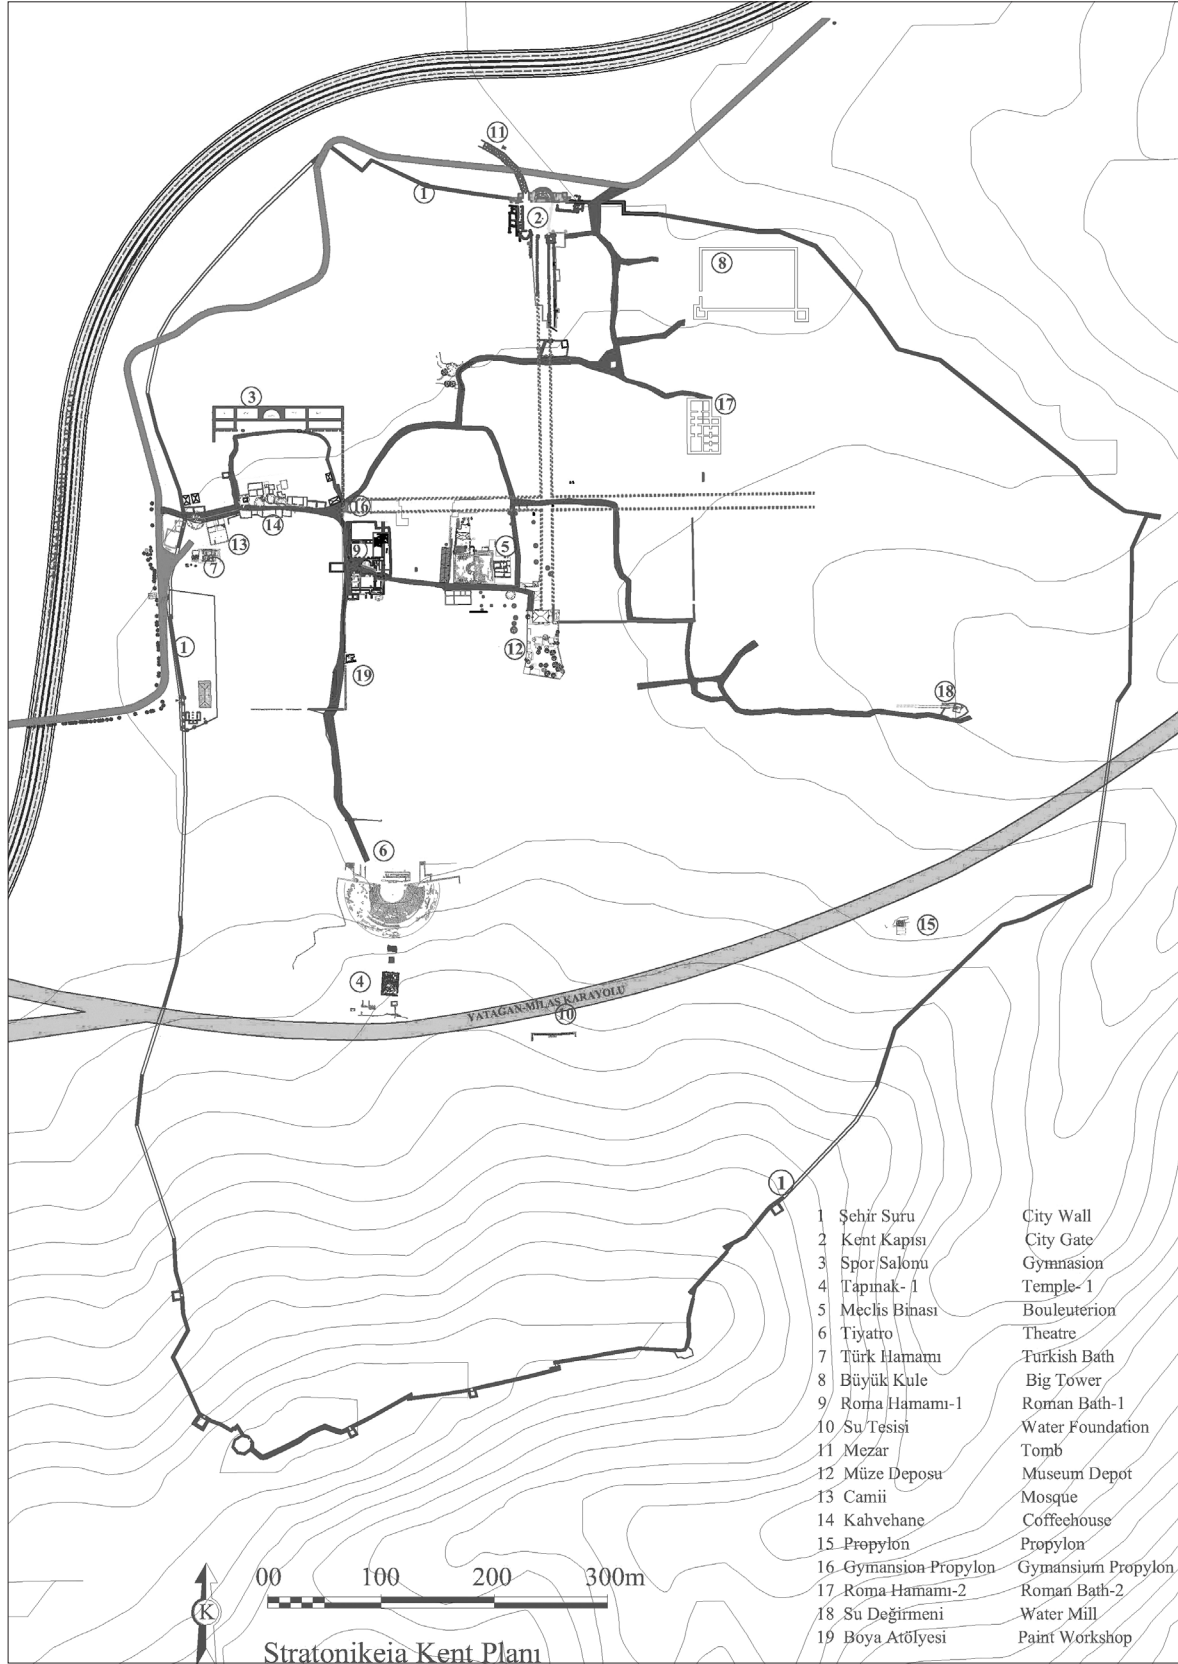 11
1
2
8
3
17
16
14
13
9
5
7
1
12
19
18
6
15
4
YATAĞAN-MİLAS KARAYOLU
10
1
1 Şehir Suru City Wall
2 Kent Kapısı City Gate
3 Spor Salonu Gymnasion
4 Tapınak- 1 Temple- 1
5 Meclis Binası Bouleuterion
6 Tiyatro Theatre
7 Türk Hamamı Turkish Bath
8 Büyük Kule Big Tower
9 Roma Hamamı-1 Roman Bath-1
10 Su Tesisi Water Foundation
11 Mezar Tomb
12 Müze Deposu Museum Depot
13 Camii Mosque
14 Kahvehane Coffeehouse
15 Propylon Propylon
16 Gymansion Propylon Gymansium Propylon
17 Roma Hamamı-2 Roman Bath-2
18 Su Değirmeni Water Mill
19 Boya Atölyesi Paint Workshop
00 100 200 300m
K
Stratonikeia Kent Planı